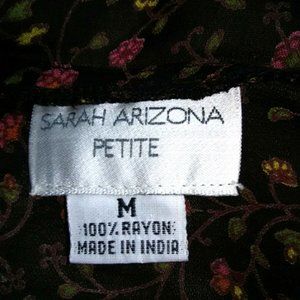 SARAH ARIZONA
PETITE
M
100% RAYON
MADE IN INDIA